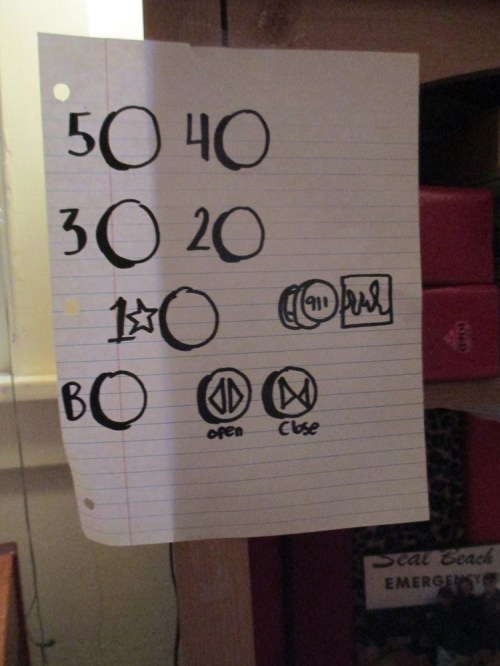 5 4
3 2
1☆ 911
B
open close
Seal Beach
EMERGENCY